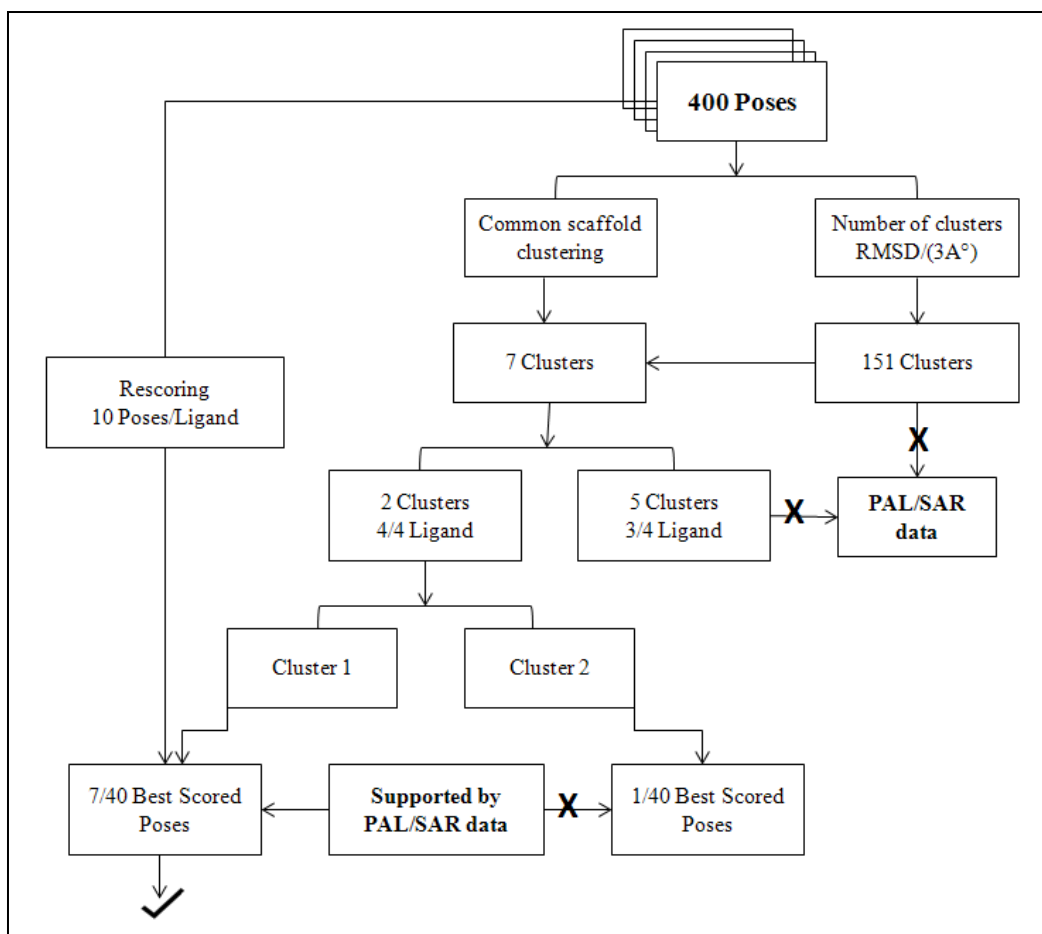 400 Poses
Common scaffold
clustering
Number of clusters
RMSD/(3A°)
7 Clusters
151 Clusters
Rescoring
10 Poses/Ligand
X
2 Clusters
4/4 Ligand
5 Clusters
3/4 Ligand
X
PAL/SAR
data
Cluster 1
Cluster 2
7/40 Best Scored
Poses
Supported by
PAL/SAR data
X
1/40 Best Scored
Poses